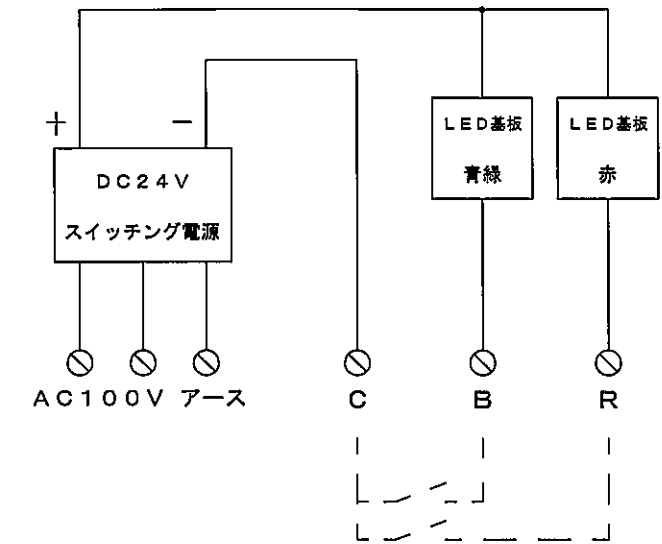 + -
LED基板 LED基板
DC24V
青緑 赤
スイッチング電源
AC100V アース C B R